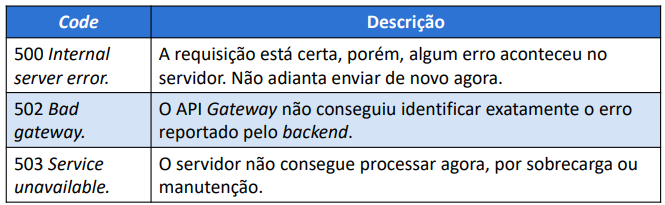 Code Descrição
500 Internal A requisição está certa, porém, algum erro aconteceu no
server error. servidor. Não adianta enviar de novo agora.
502 Bad O API Gateway não conseguiu identificar exatamente o erro
gateway. reportado pelo backend.
503 Service O servidor não consegue processar agora, por sobrecarga ou
unavailable. manutenção.